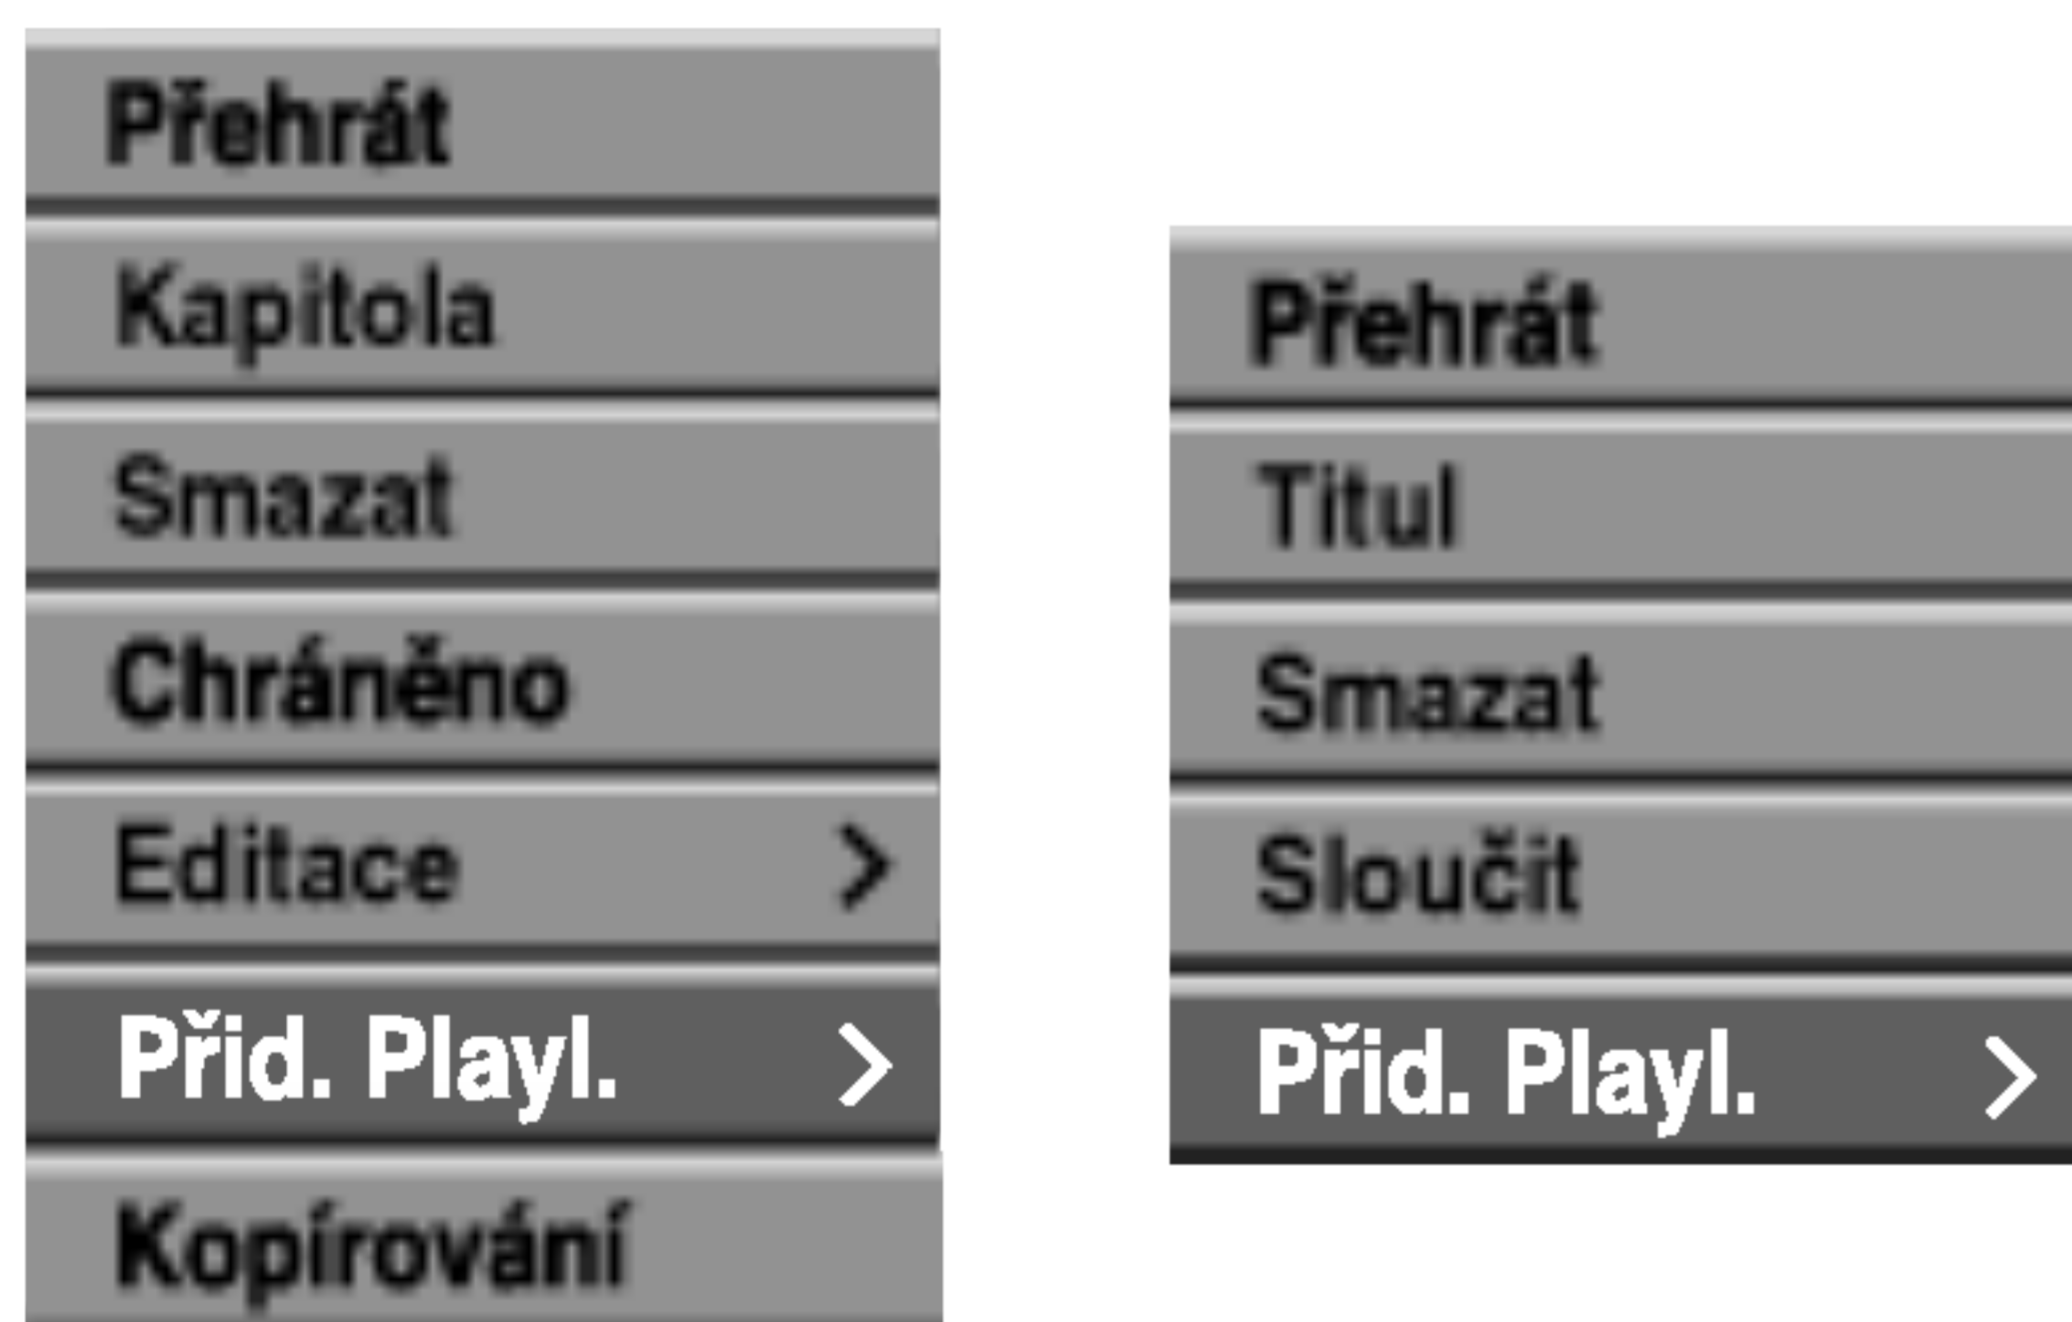 Přehrát
Kapitola
Smazat
Chráněno
Editace
Přid. Playl.
Kopírování
Přehrát
Titul
Smazat
Sloučit
Přid. Playl.